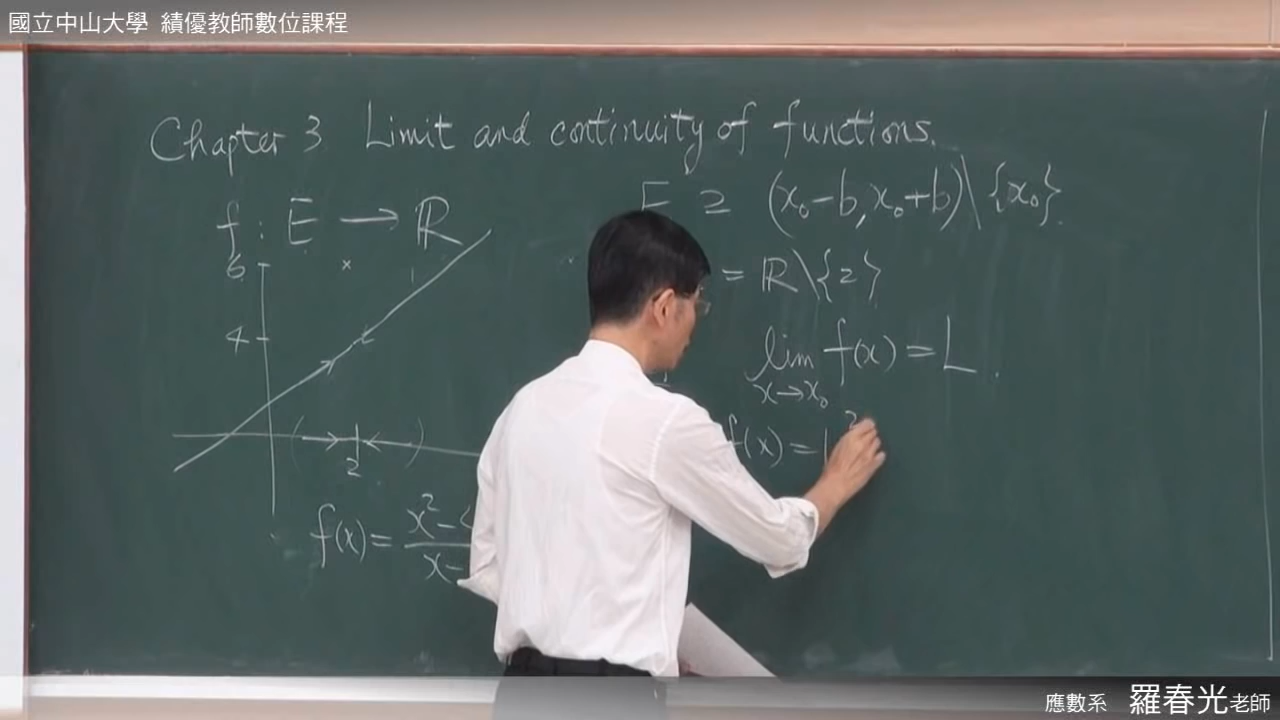 國立中山大學 績優教師數位課程
Chapter 3 Limit and continuity of functions.
f : E → ℝ
E ⊇ (x₀-b, x₀+b)\{x₀}.
6
= ℝ\{2}
4
lim f(x) = L.
x→x₀
f(x) =
2
f(x) = x²-
x-
應數系 羅春光老師